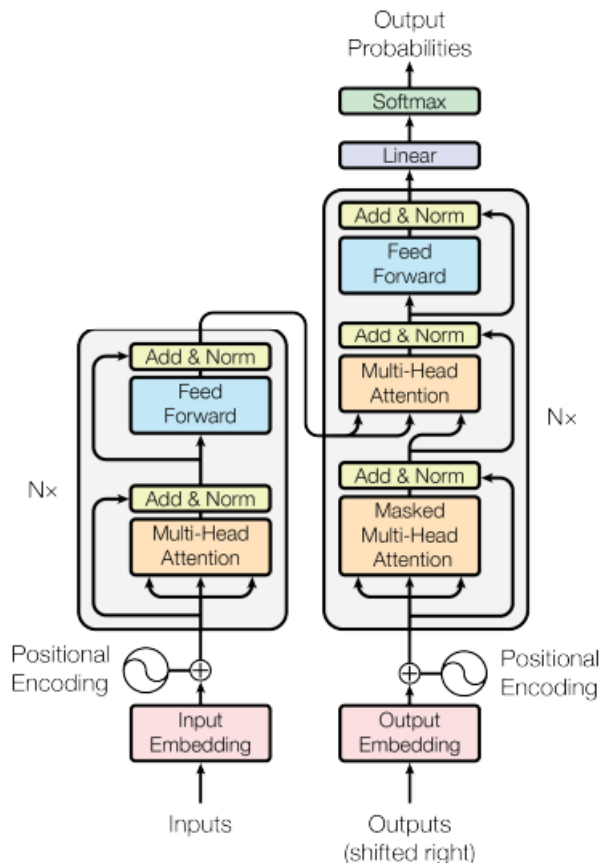 Output
Probabilities
Softmax
Linear
Add & Norm
Feed
Forward
Add & Norm
Multi-Head
Attention
Add & Norm
Masked
Multi-Head
Attention
N×
Positional
Encoding
Output
Embedding
Outputs
(shifted right)
Add & Norm
Feed
Forward
Add & Norm
Multi-Head
Attention
N×
Positional
Encoding
Input
Embedding
Inputs